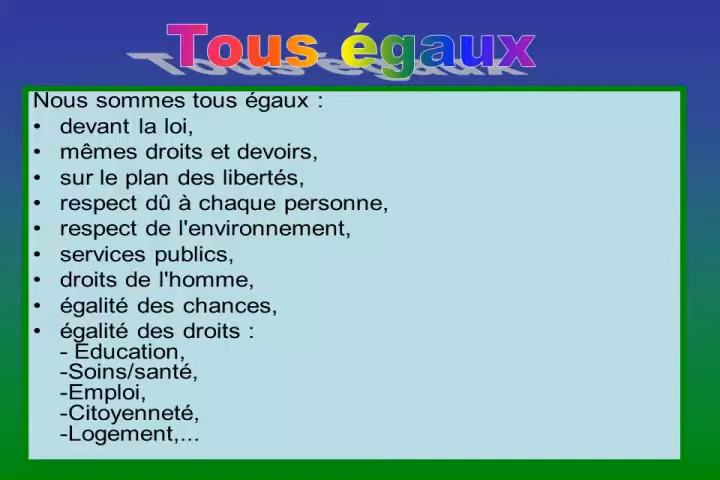 Tous égaux
Nous sommes tous égaux :
• devant la loi,
• mêmes droits et devoirs,
• sur le plan des libertés,
• respect dû à chaque personne,
• respect de l'environnement,
• services publics,
• droits de l'homme,
• égalité des chances,
• égalité des droits :
- Education,
-Soins/santé,
-Emploi,
-Citoyenneté,
-Logement,...